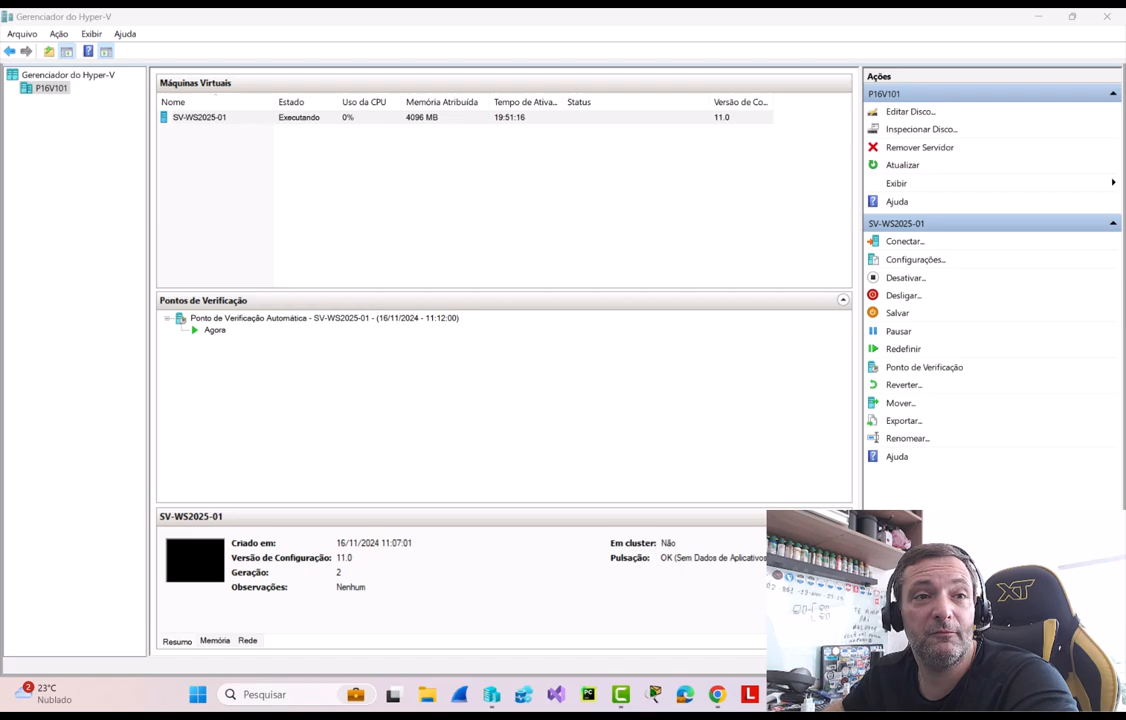 Gerenciador do Hyper-V
Arquivo Ação Exibir Ajuda
Gerenciador do Hyper-V
P16V101
Máquinas Virtuais
Nome Estado Uso da CPU Memória Atribuída Tempo de Ativa... Status Versão de Co...
SV-WS2025-01 Executando 0% 4096 MB 19:51:16 11.0
Pontos de Verificação
Ponto de Verificação Automática - SV-WS2025-01 - (16/11/2024 - 11:12:00)
Agora
SV-WS2025-01
Criado em: 16/11/2024 11:07:01 Em cluster: Não
Versão de Configuração: 11.0 Pulsação: OK (Sem Dados de Aplicativos
Geração: 2
Observações: Nenhum
Resumo Memória Rede
Ações
P16V101
Editar Disco...
Inspecionar Disco...
Remover Servidor
Atualizar
Exibir
Ajuda
SV-WS2025-01
Conectar...
Configurações...
Desativar...
Desligar...
Salvar
Pausar
Redefinir
Ponto de Verificação
Reverter...
Mover...
Exportar...
Renomear...
Ajuda
XT
2
23°C
Nublado
Pesquisar
PC
C
L